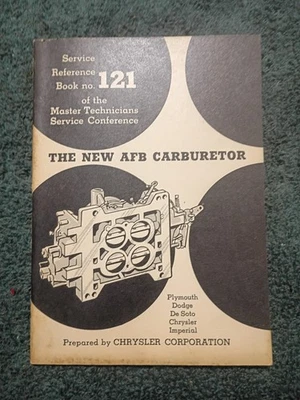 Service
Reference
Book no. 121
of the
Master Technicians
Service Conference
THE NEW AFB CARBURETOR
Plymouth
Dodge
De Soto
Chrysler
Imperial
Prepared by CHRYSLER CORPORATION